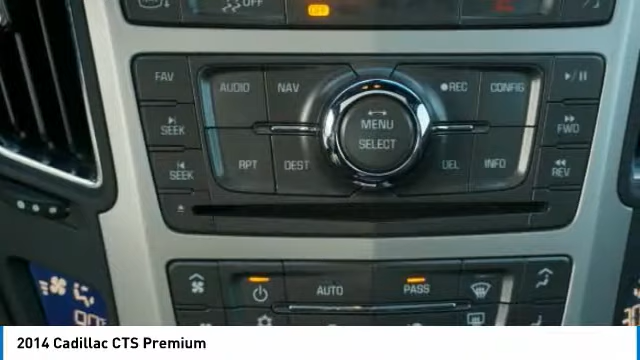 OFF
OFF
FAV
AUDIO
NAV
REC
CONFIG
MENU
SELECT
SEEK
FWD
SEEK
RPT
DEST
DEL
INFO
REV
AUTO
PASS
2014 Cadillac CTS Premium